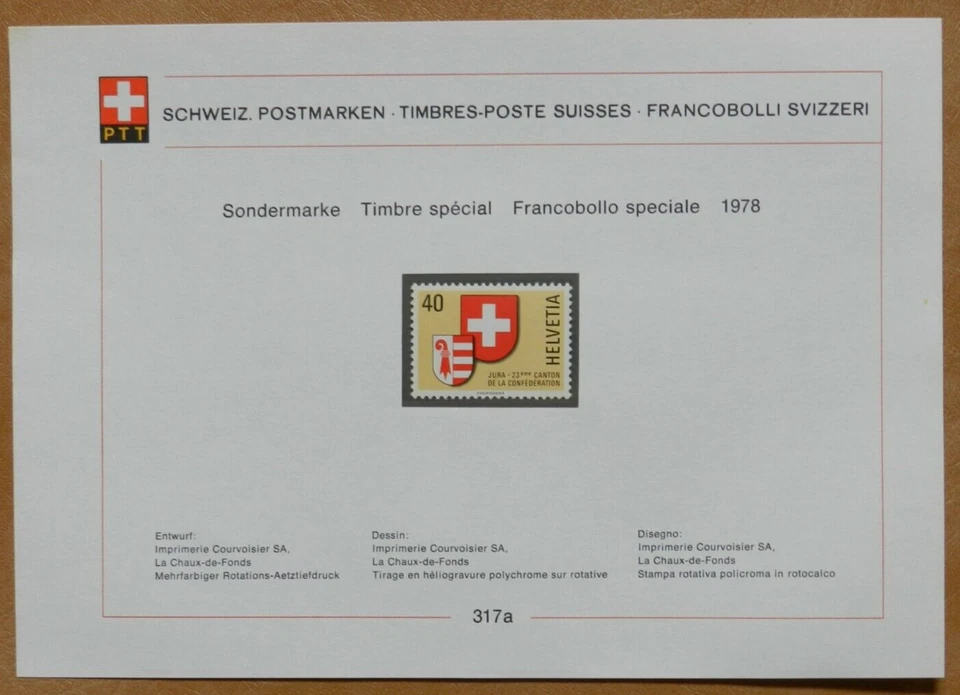 PTT
SCHWEIZ. POSTMARKEN · TIMBRES-POSTE SUISSES · FRANCOBOLLI SVIZZERI
Sondermarke Timbre spécial Francobollo speciale 1978
40
HELVETIA
JURA - 23ème CANTON
DE LA CONFÉDÉRATION
Entwurf:
Imprimerie Courvoisier SA,
La Chaux-de-Fonds
Mehrfarbiger Rotations-Aetztiefdruck
Dessin:
Imprimerie Courvoisier SA,
La Chaux-de-Fonds
Tirage en héliogravure polychrome sur rotative
Disegno:
Imprimerie Courvoisier SA,
La Chaux-de-Fonds
Stampa rotativa policroma in rotocalco
317a